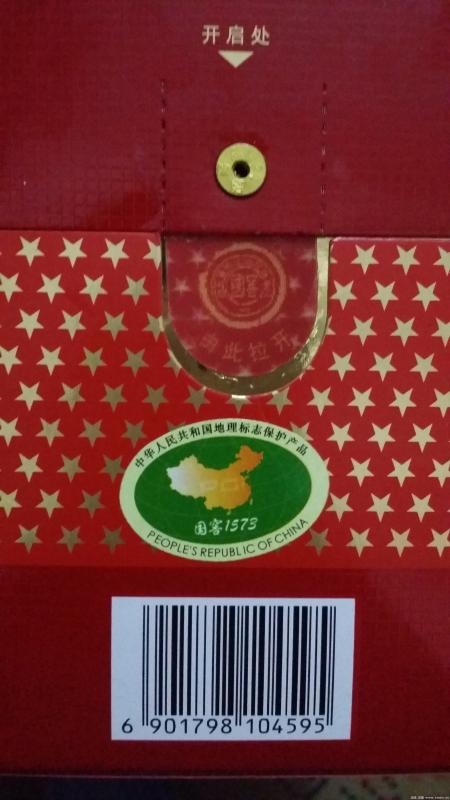 开启处
由此拉开
中华人民共和国地理标志保护产品
国窖1573
PEOPLE'S REPUBLIC OF CHINA
6 901798 104595